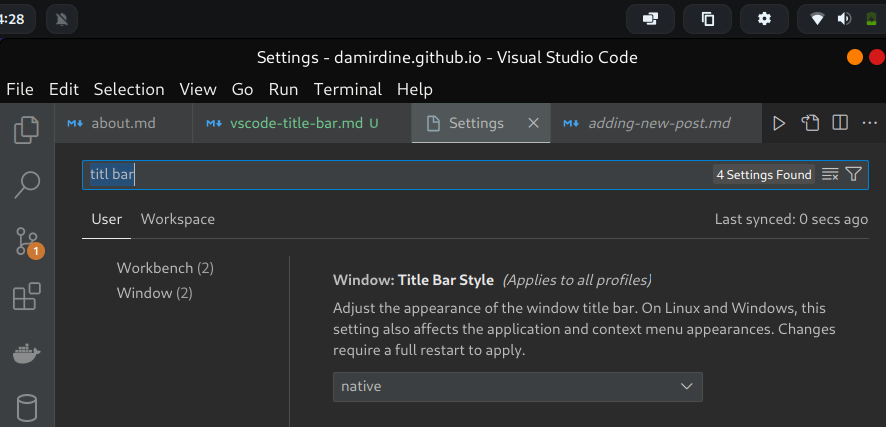 4:28
Settings - damirdine.github.io - Visual Studio Code
File Edit Selection View Go Run Terminal Help
about.md vscode-title-bar.md U Settings adding-new-post.md
titl bar 4 Settings Found
User Workspace Last synced: 0 secs ago
Workbench (2)
Window (2)
Window: Title Bar Style (Applies to all profiles)
Adjust the appearance of the window title bar. On Linux and Windows, this
setting also affects the application and context menu appearances. Changes
require a full restart to apply.
native
1